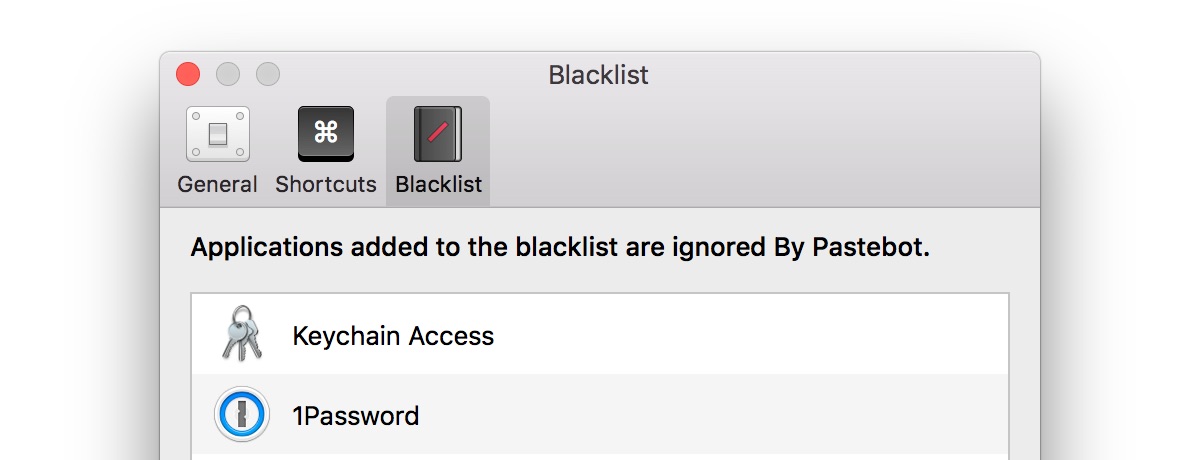 Blacklist
General Shortcuts Blacklist
Applications added to the blacklist are ignored By Pastebot.
Keychain Access
1Password